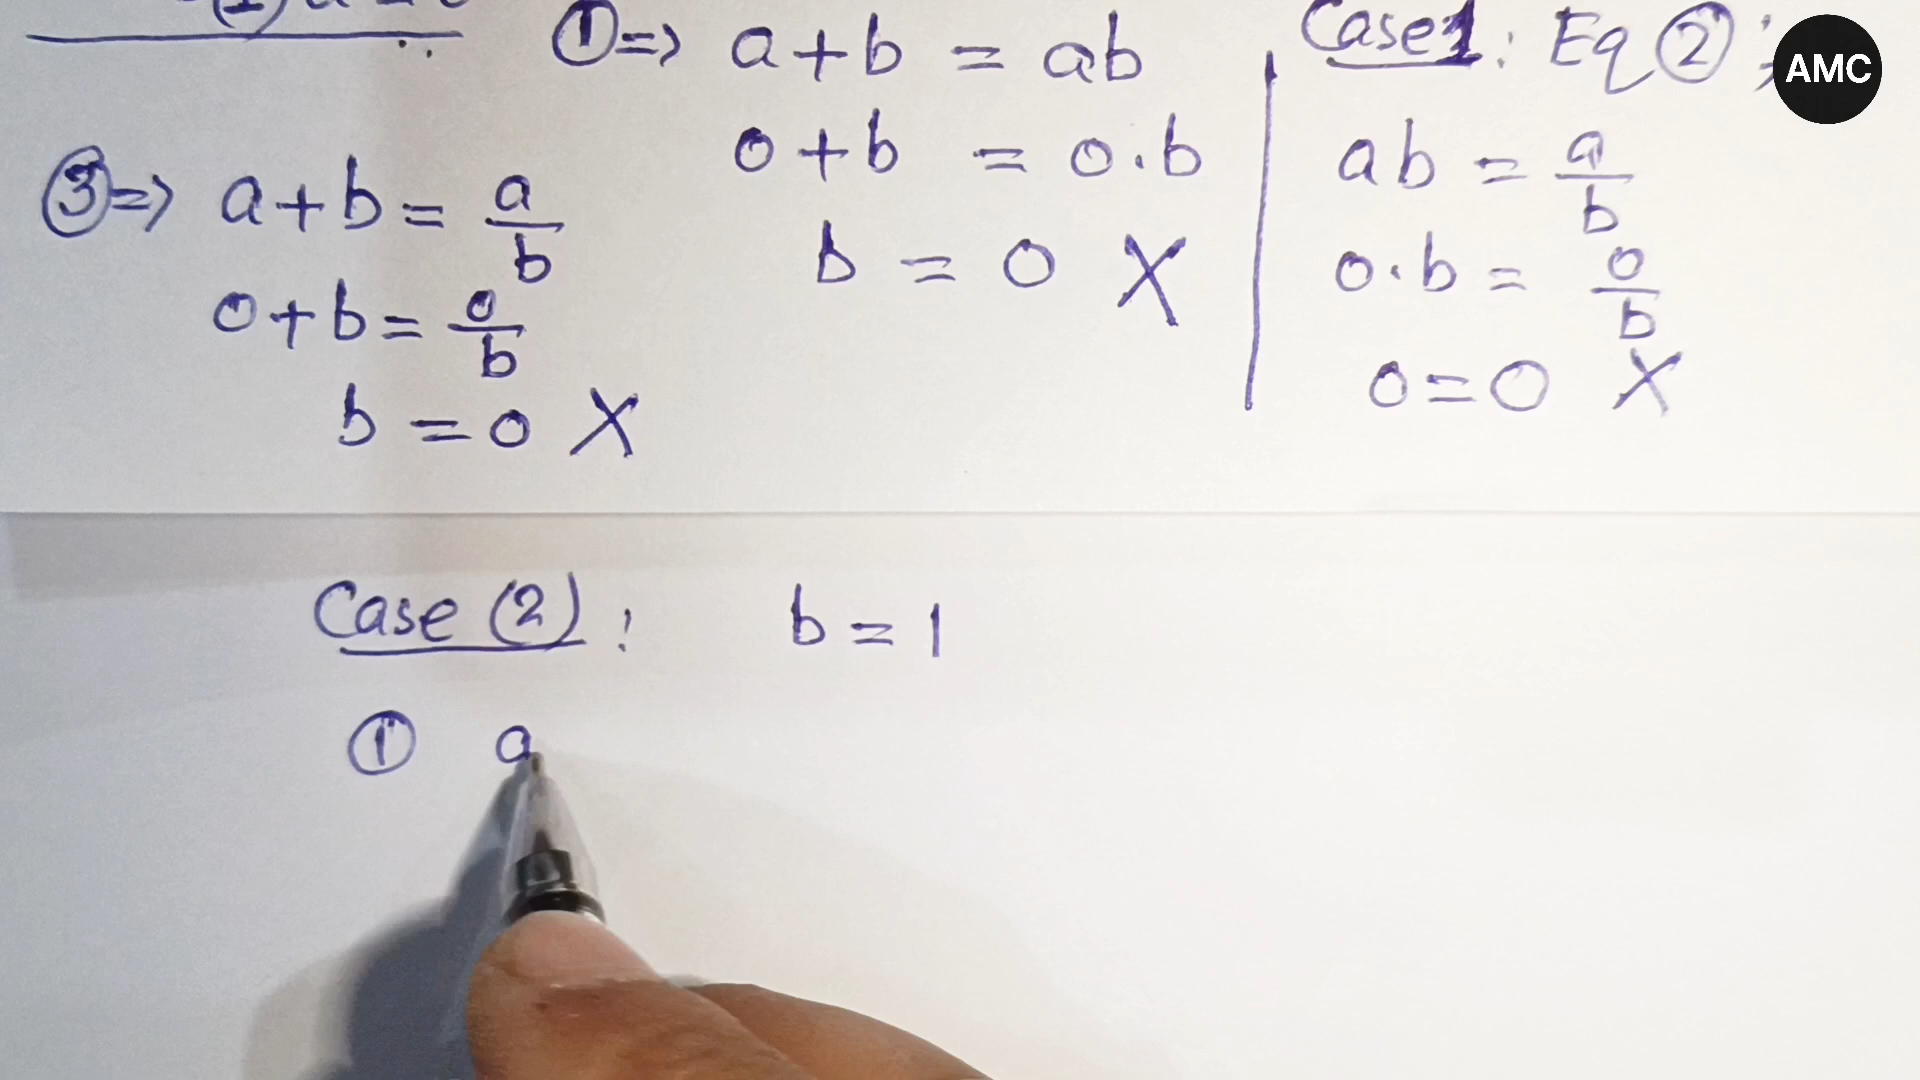 (1) a =
① => a + b = ab
0 + b = 0 . b
b = 0 X
Case 1 : Eq ② ;
ab = a/b
0 . b = 0/b
0 = 0 X
③ => a + b = a/b
0 + b = 0/b
b = 0 X
Case (2) : b = 1
① a
AMC